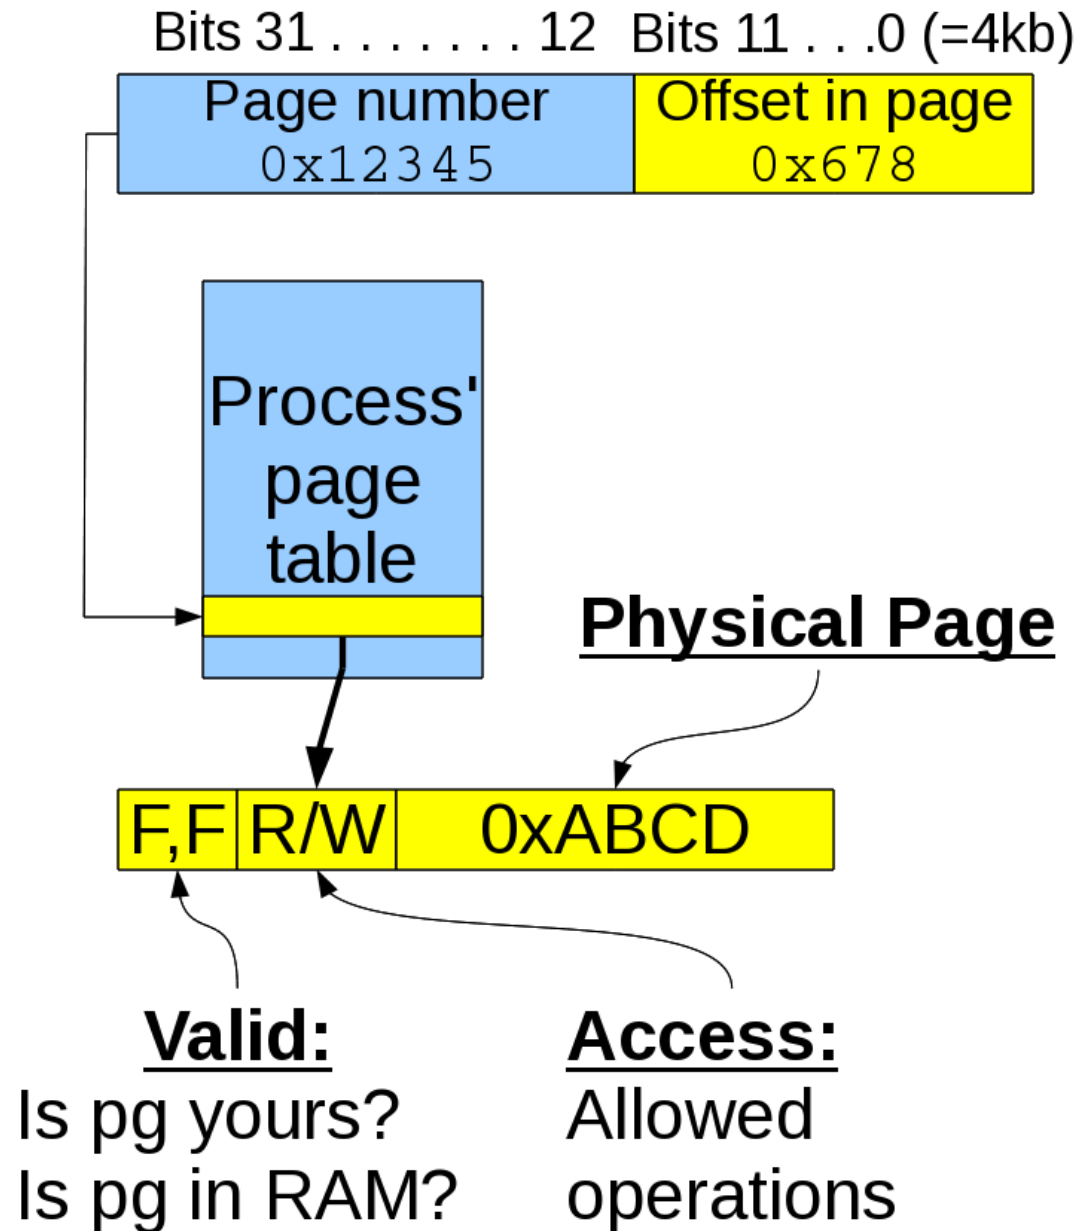 Bits 31 . . . . . . . 12 Bits 11 . . .0 (=4kb)
Page number Offset in page
0x12345 0x678
Process'
page
table
Physical Page
F,F R/W 0xABCD
Valid: Access:
Is pg yours? Allowed
Is pg in RAM? operations